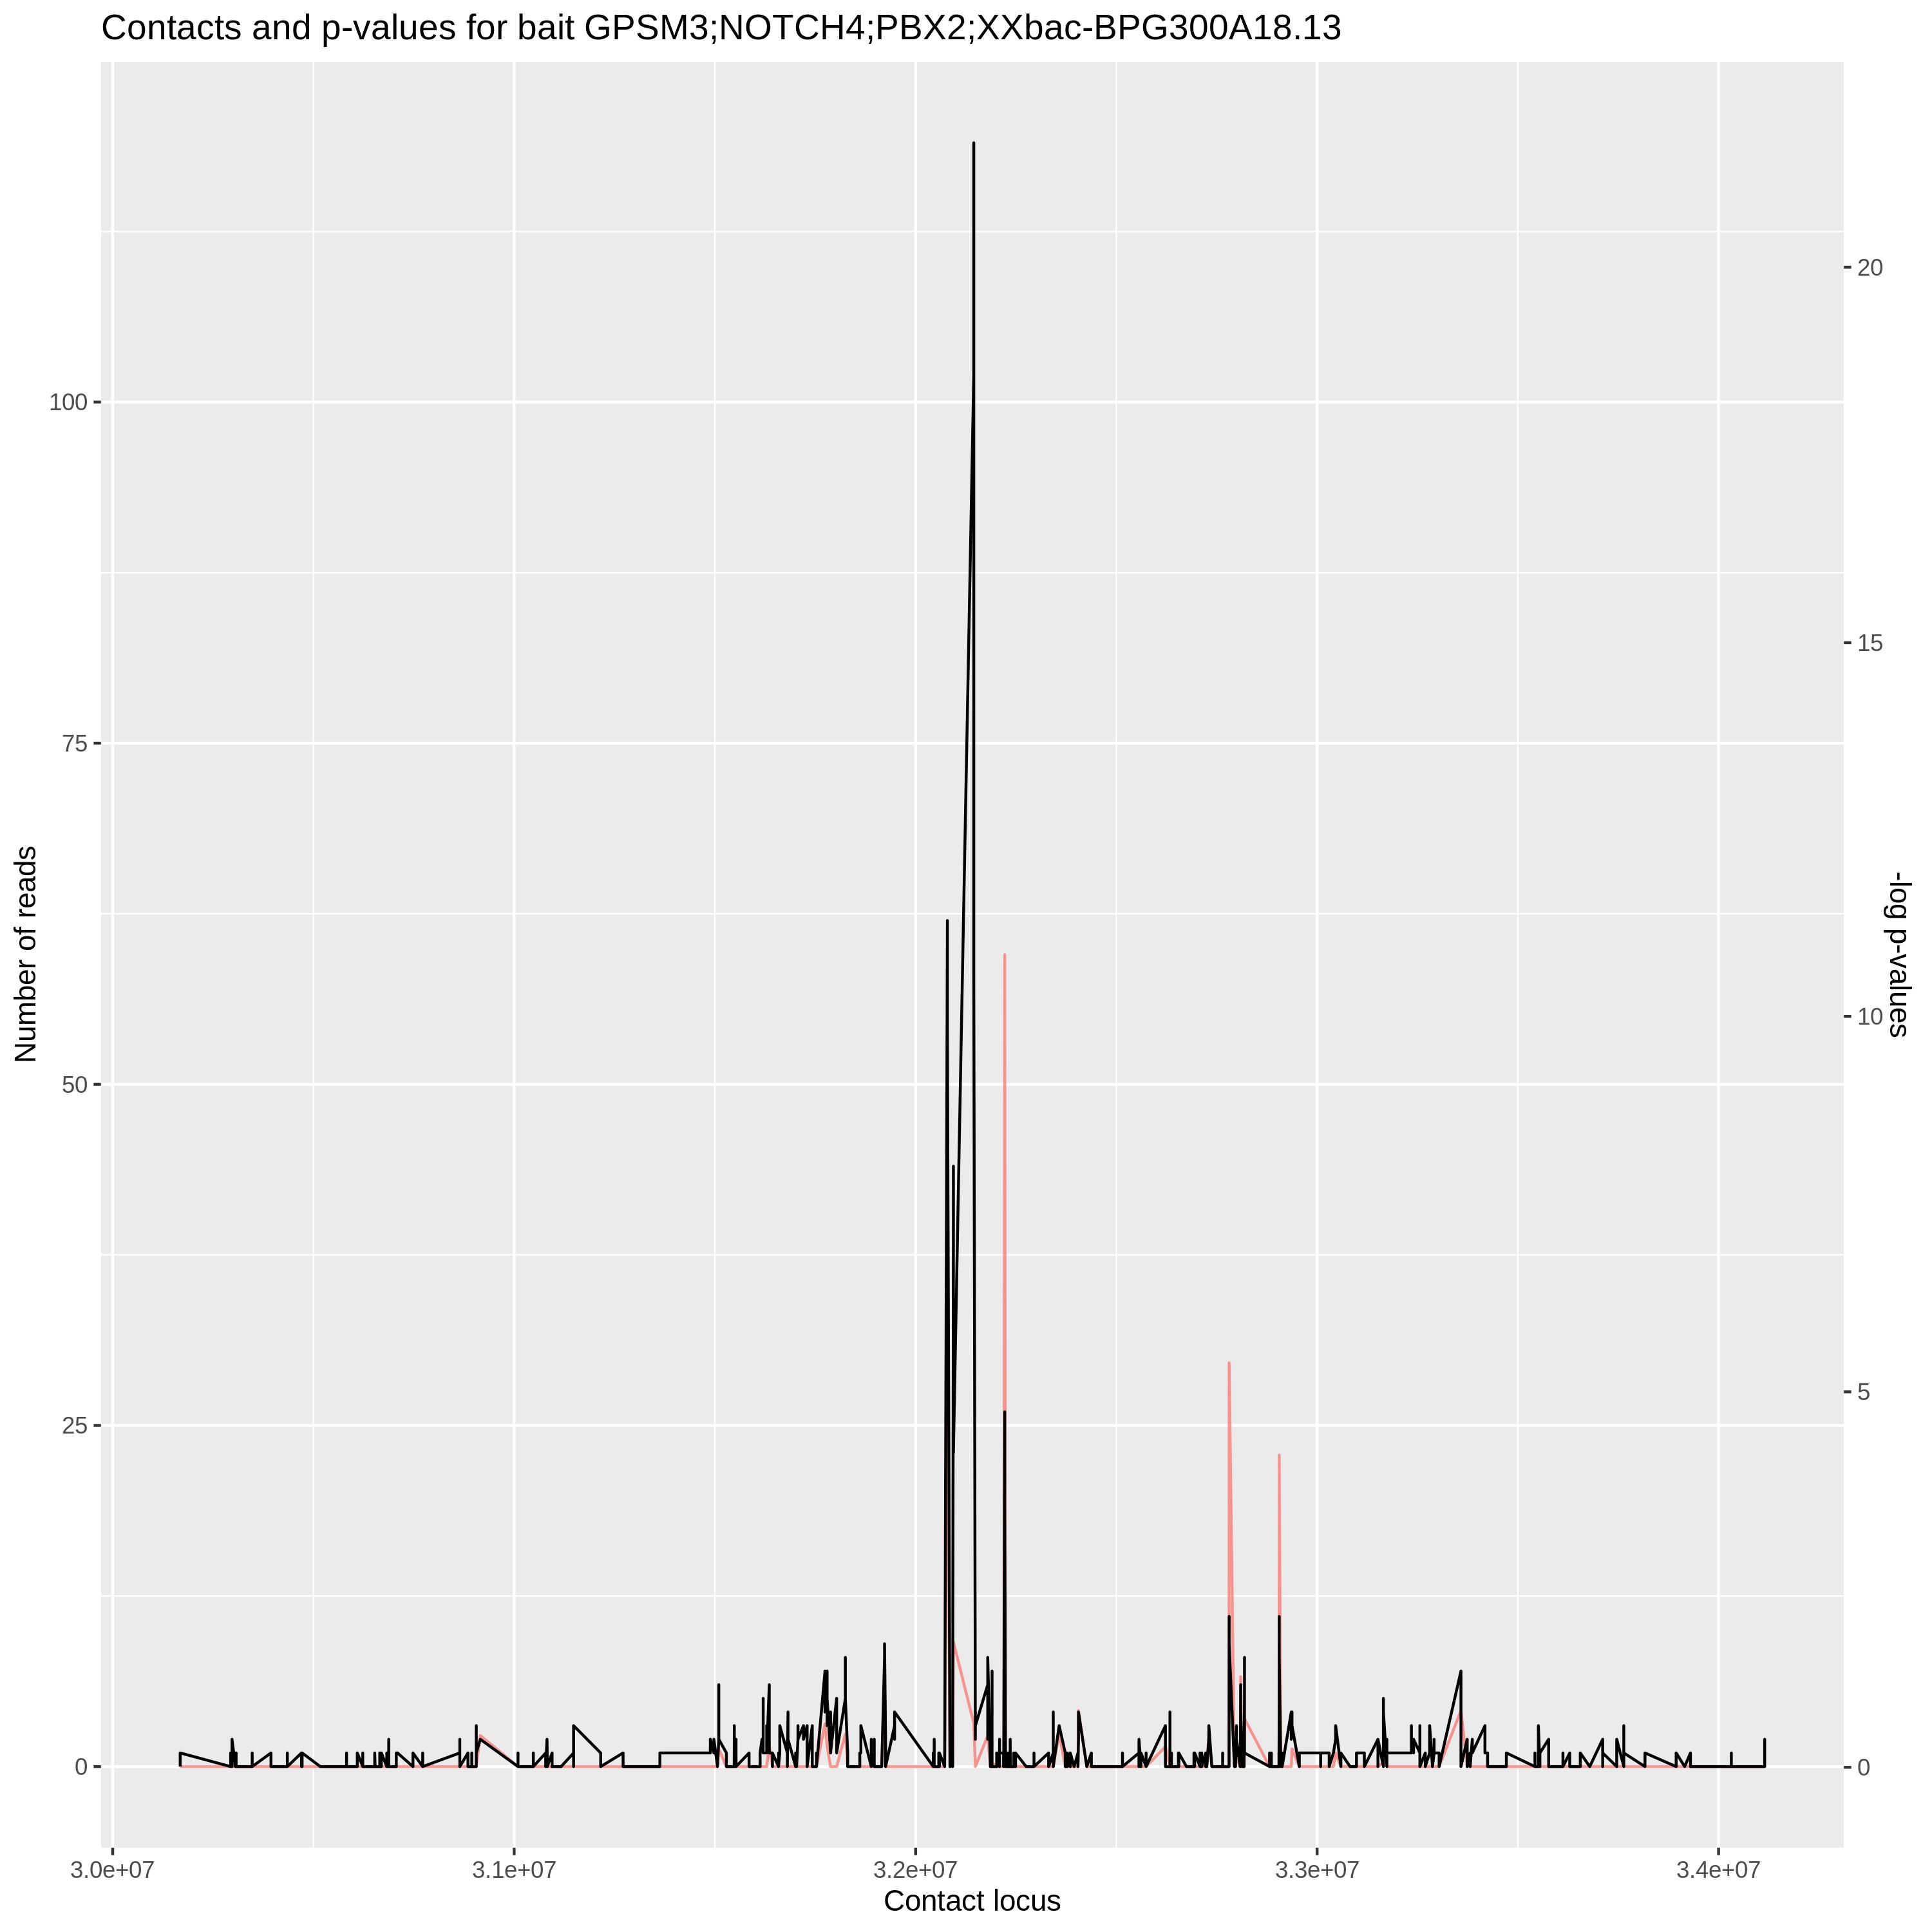 Contacts and p-values for bait GPSM3;NOTCH4;PBX2;XXbac-BPG300A18.13
100
75
50
25
0
Number of reads
20
15
10
5
0
-log p-values
3.0e+07 3.1e+07 3.2e+07 3.3e+07 3.4e+07
Contact locus